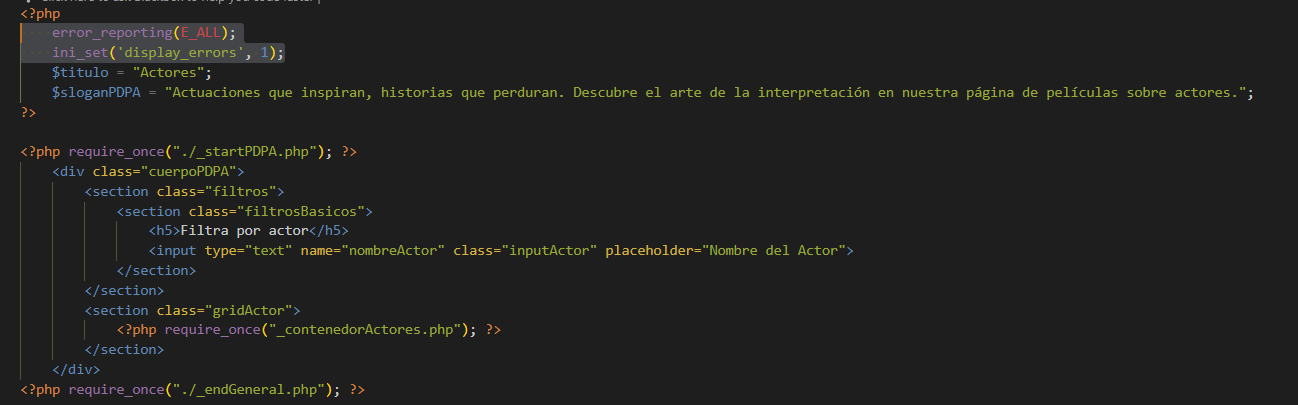 <?php
error_reporting(E_ALL);
ini_set('display_errors', 1);
$titulo = "Actores";
$sloganPDPA = "Actuaciones que inspiran, historias que perduran. Descubre el arte de la interpretación en nuestra página de películas sobre actores.";
?>
<?php require_once("./_startPDPA.php"); ?>
<div class="cuerpoPDPA">
<section class="filtros">
<section class="filtrosBasicos">
<h5>Filtra por actor</h5>
<input type="text" name="nombreActor" class="inputActor" placeholder="Nombre del Actor">
</section>
</section>
<section class="gridActor">
<?php require_once("_contenedorActores.php"); ?>
</section>
</div>
<?php require_once("./_endGeneral.php"); ?>